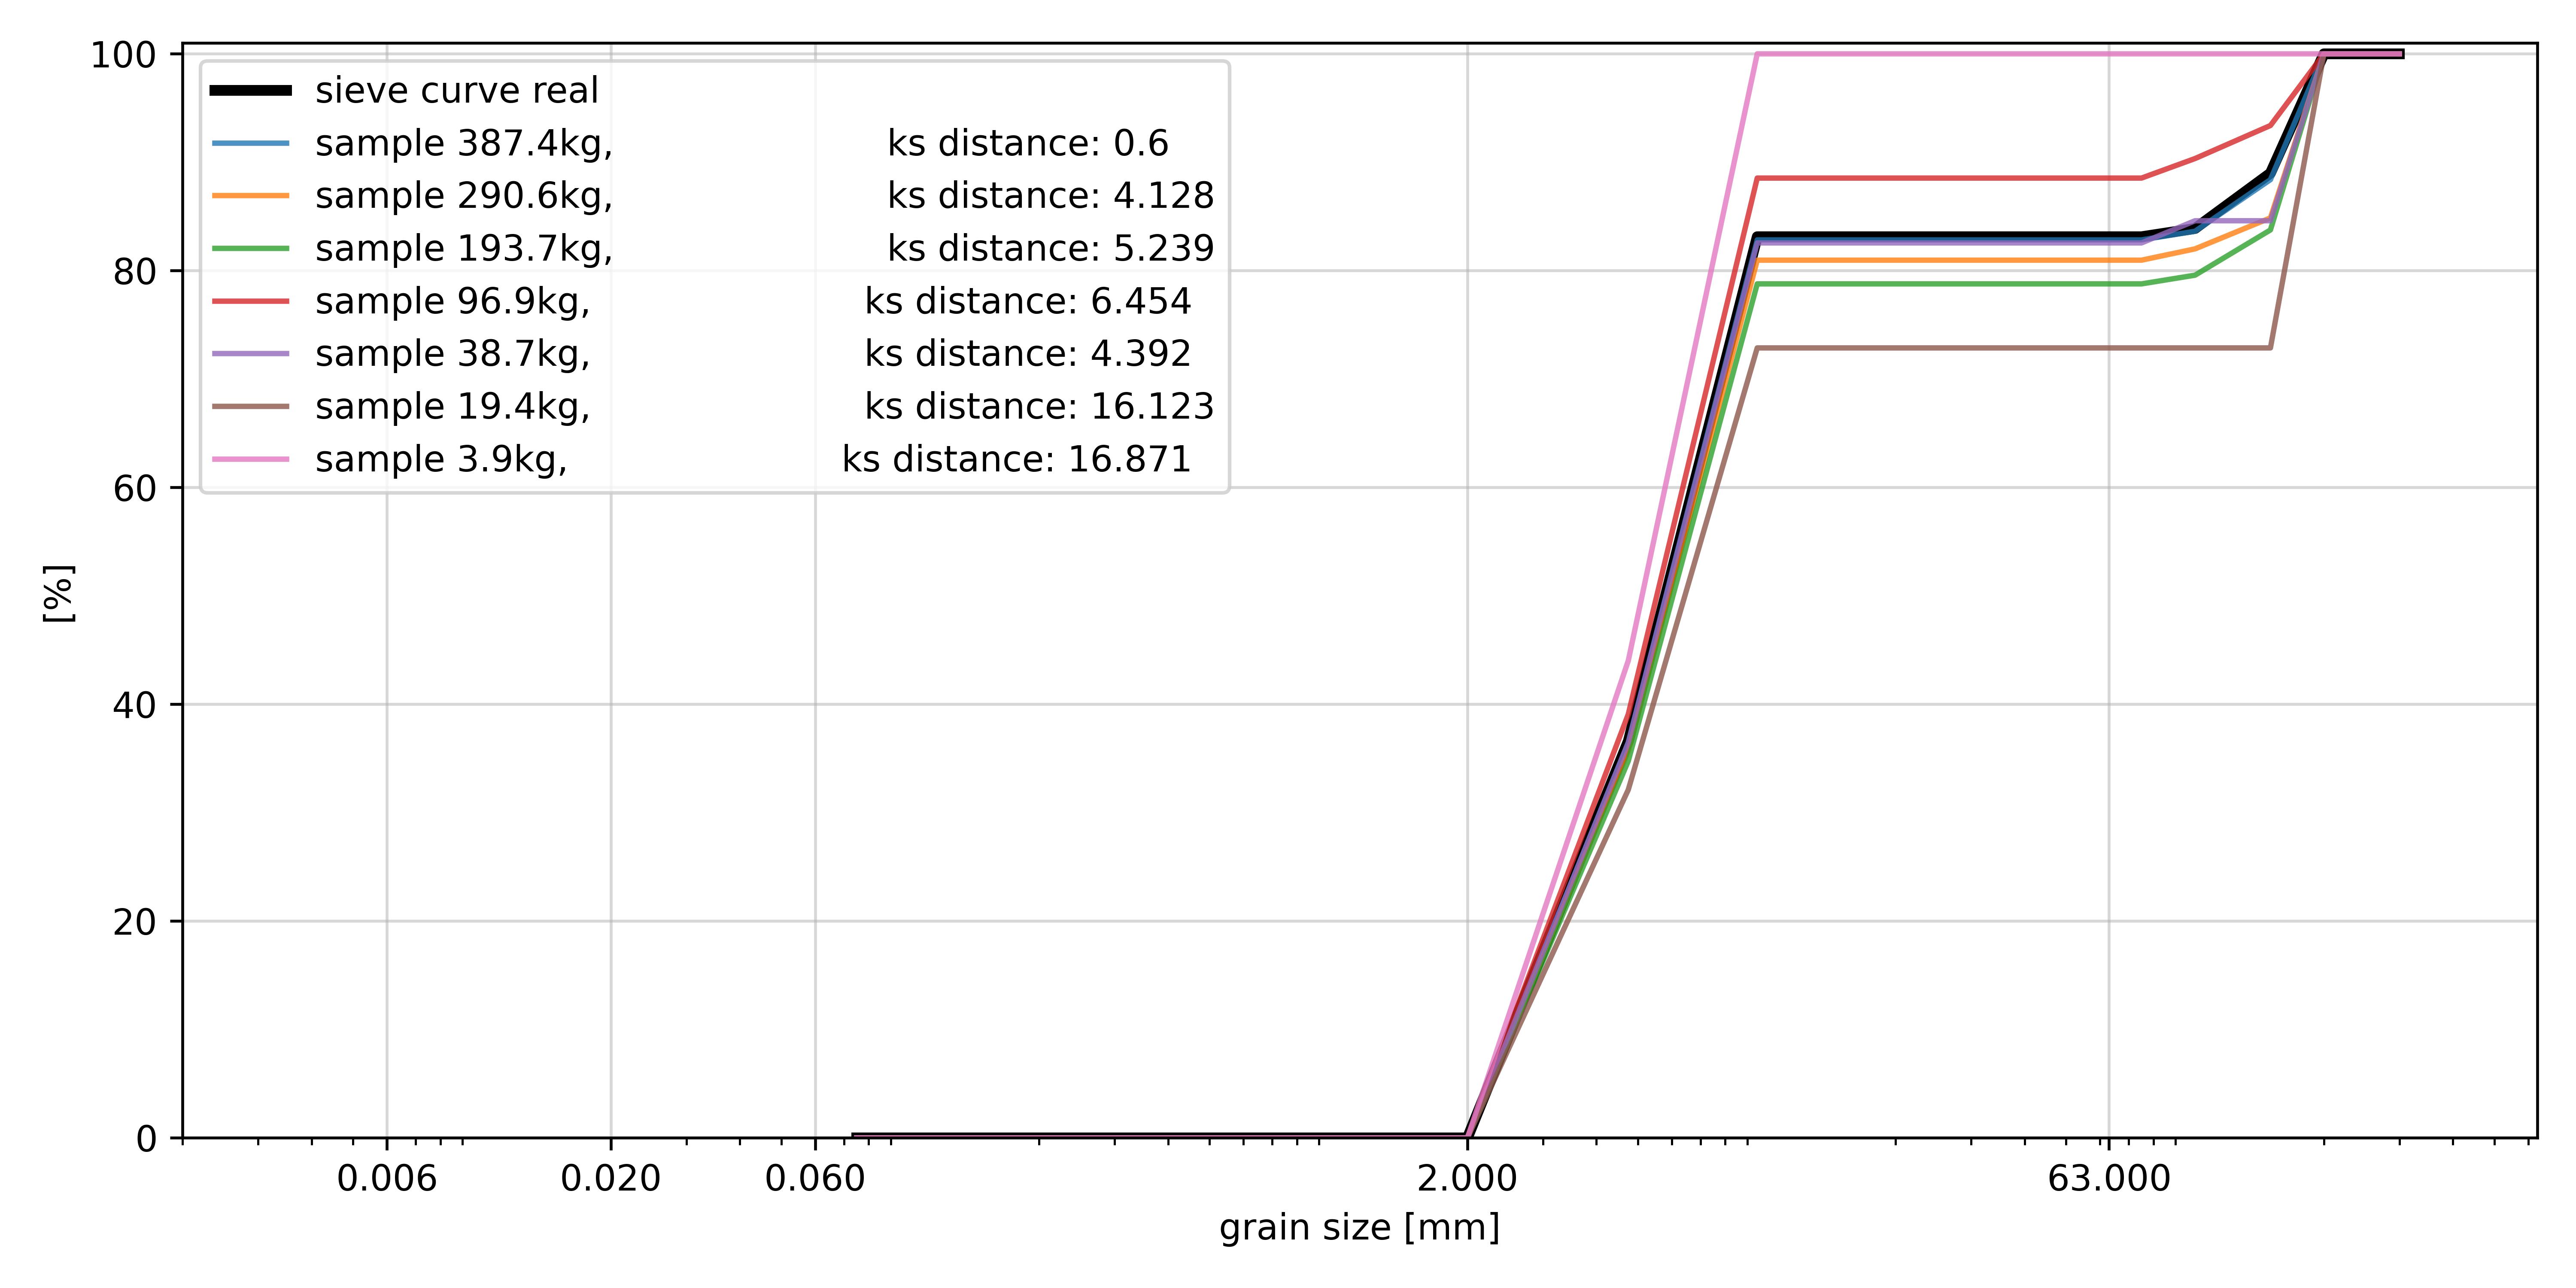 100
80
60
40
20
0
[%]
sieve curve real
sample 387.4kg, ks distance: 0.6
sample 290.6kg, ks distance: 4.128
sample 193.7kg, ks distance: 5.239
sample 96.9kg, ks distance: 6.454
sample 38.7kg, ks distance: 4.392
sample 19.4kg, ks distance: 16.123
sample 3.9kg, ks distance: 16.871
0.006 0.020 0.060 2.000 63.000
grain size [mm]